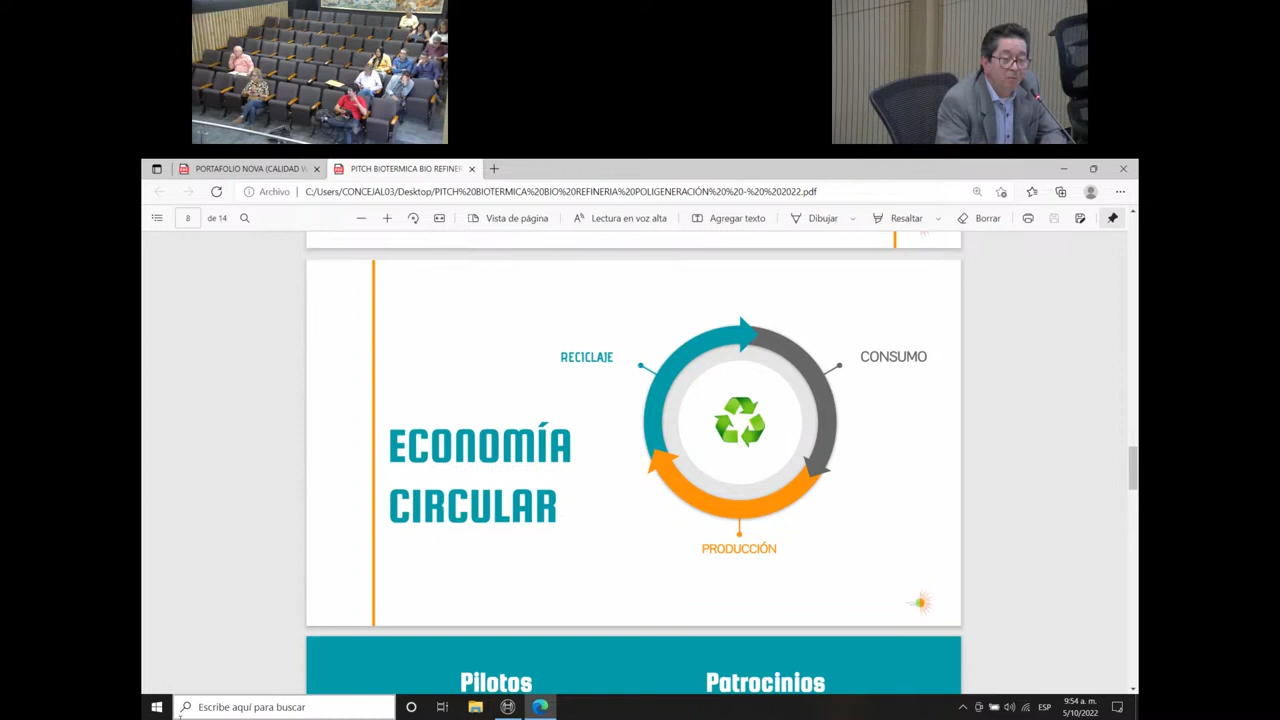 PORTAFOLIO NOVA (CALIDAD V
PITCH BIOTERMICA BIO REFINER
Archivo
C:/Users/CONCEJAL03/Desktop/PITCH%20BIOTERMICA%20BIO%20REFINERIA%20POLIGENERACIÓN%20%20-%20%202022.pdf
8 de 14
Vista de página
Lectura en voz alta
Agregar texto
Dibujar
Resaltar
Borrar
RECICLAJE
CONSUMO
ECONOMÍA
CIRCULAR
PRODUCCIÓN
Pilotos
Patrocinios
Escribe aquí para buscar
ESP
9:54 a. m.
5/10/2022